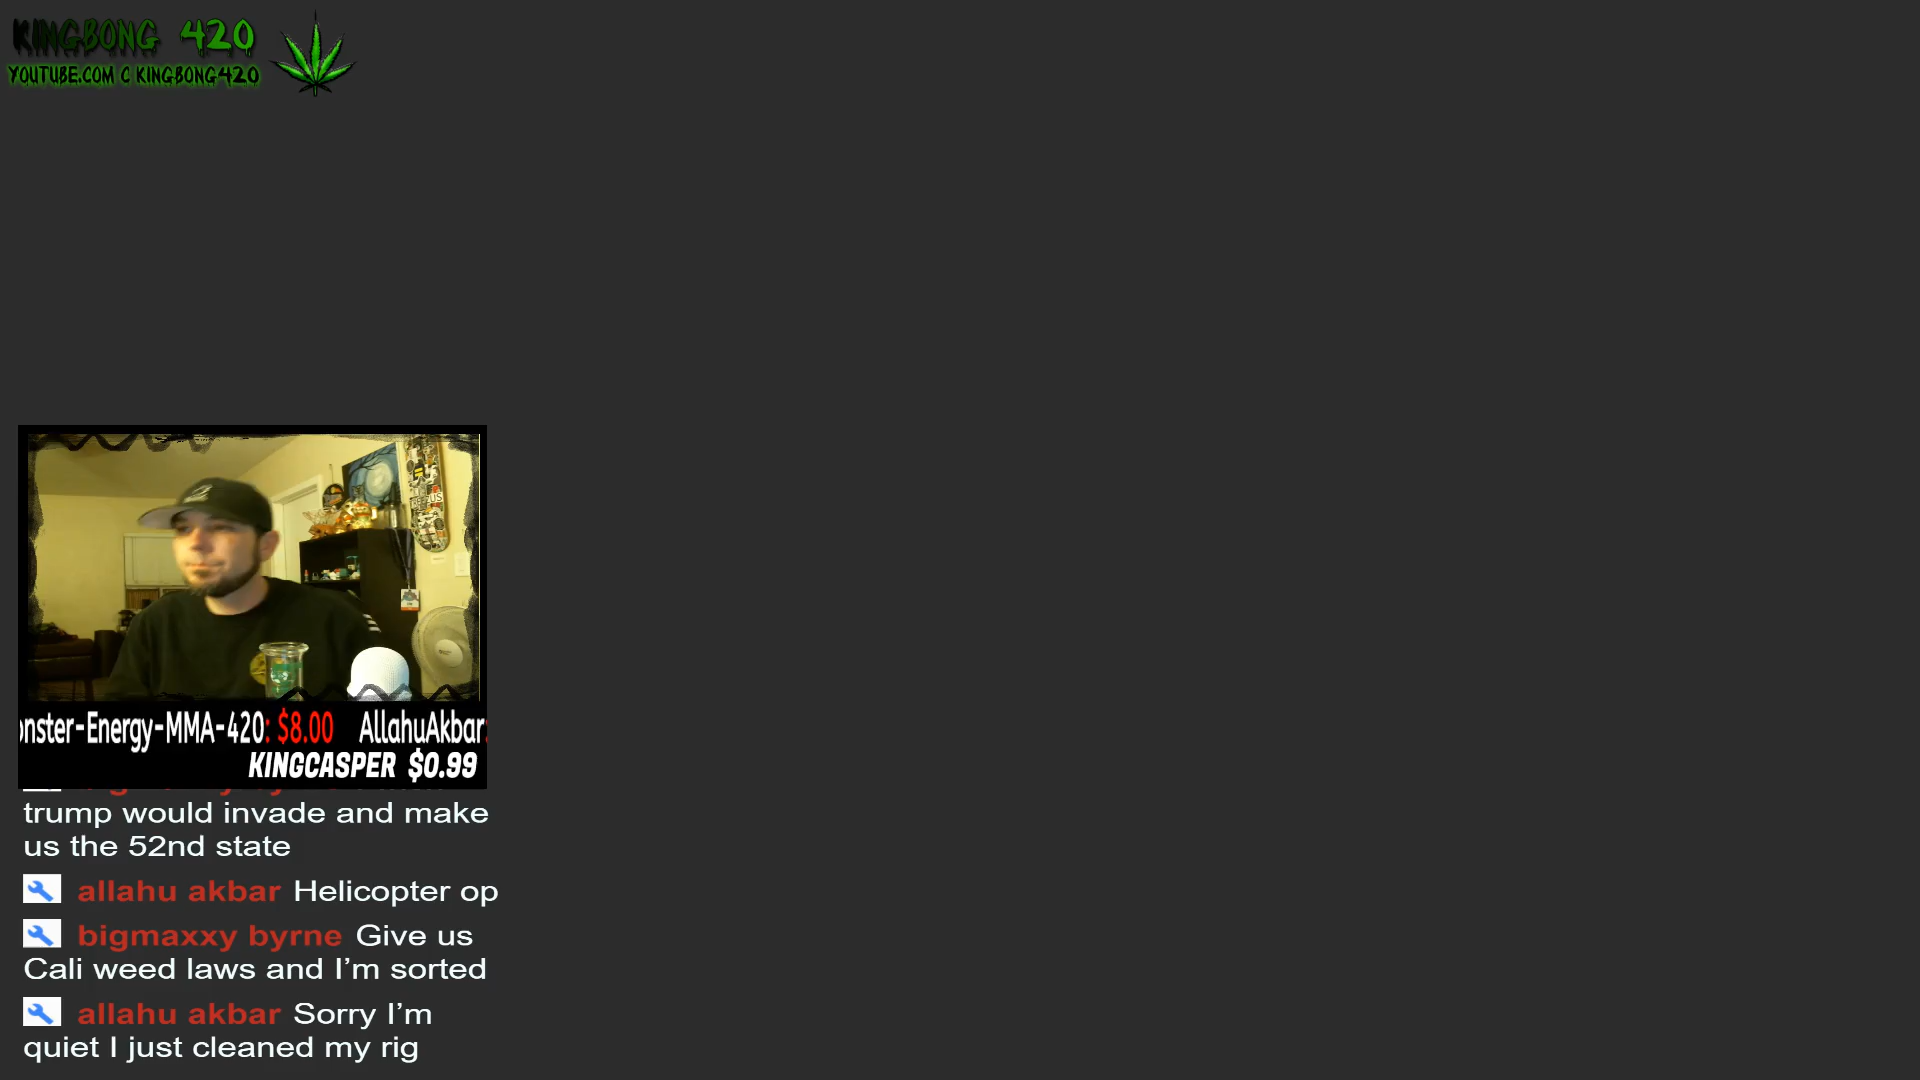 KINGBONG 420
YOUTUBE.COM C KINGBONG420
onster-Energy-MMA-420: $8.00 AllahuAkbar:
KINGCASPER $0.99
trump would invade and make
us the 52nd state
allahu akbar Helicopter op
bigmaxxy byrne Give us
Cali weed laws and I’m sorted
allahu akbar Sorry I’m
quiet I just cleaned my rig